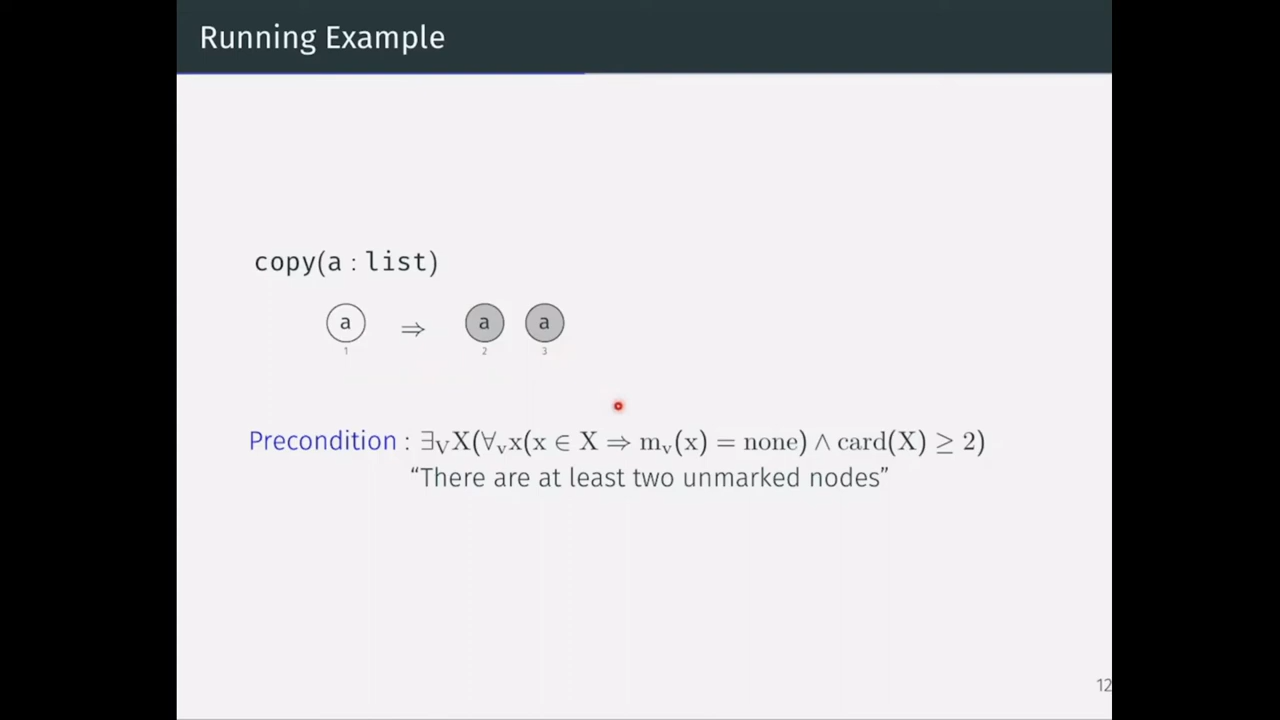 Running Example
copy(a : list)
a ⇒ a a
1 2 3
Precondition : ∃VX(∀vx(x ∈ X ⇒ mv(x) = none) ∧ card(X) ≥ 2)
“There are at least two unmarked nodes”
12